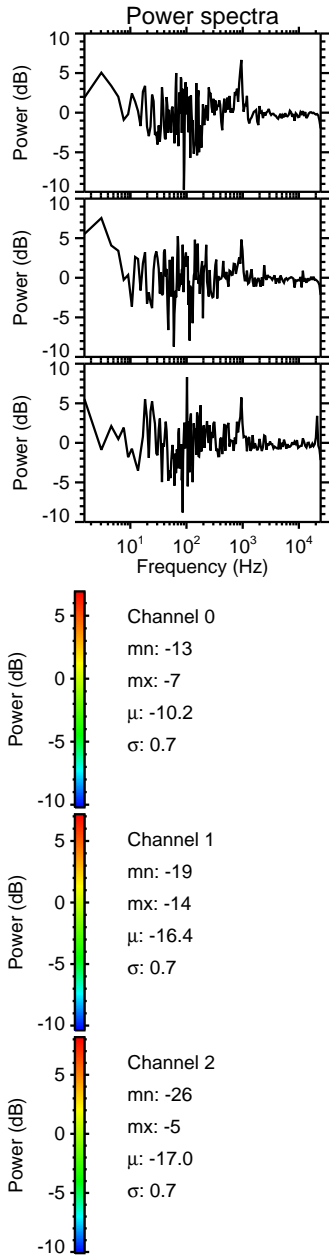 Power spectra
10
5
0
-5
-10
Power (dB)
10
5
0
-5
-10
Power (dB)
10
5
0
-5
-10
Power (dB)
10¹ 10² 10³ 10⁴
Frequency (Hz)
5
0
-5
-10
Power (dB)
Channel 0
mn: -13
mx: -7
μ: -10.2
σ: 0.7
5
0
-5
-10
Power (dB)
Channel 1
mn: -19
mx: -14
μ: -16.4
σ: 0.7
5
0
-5
-10
Power (dB)
Channel 2
mn: -26
mx: -5
μ: -17.0
σ: 0.7